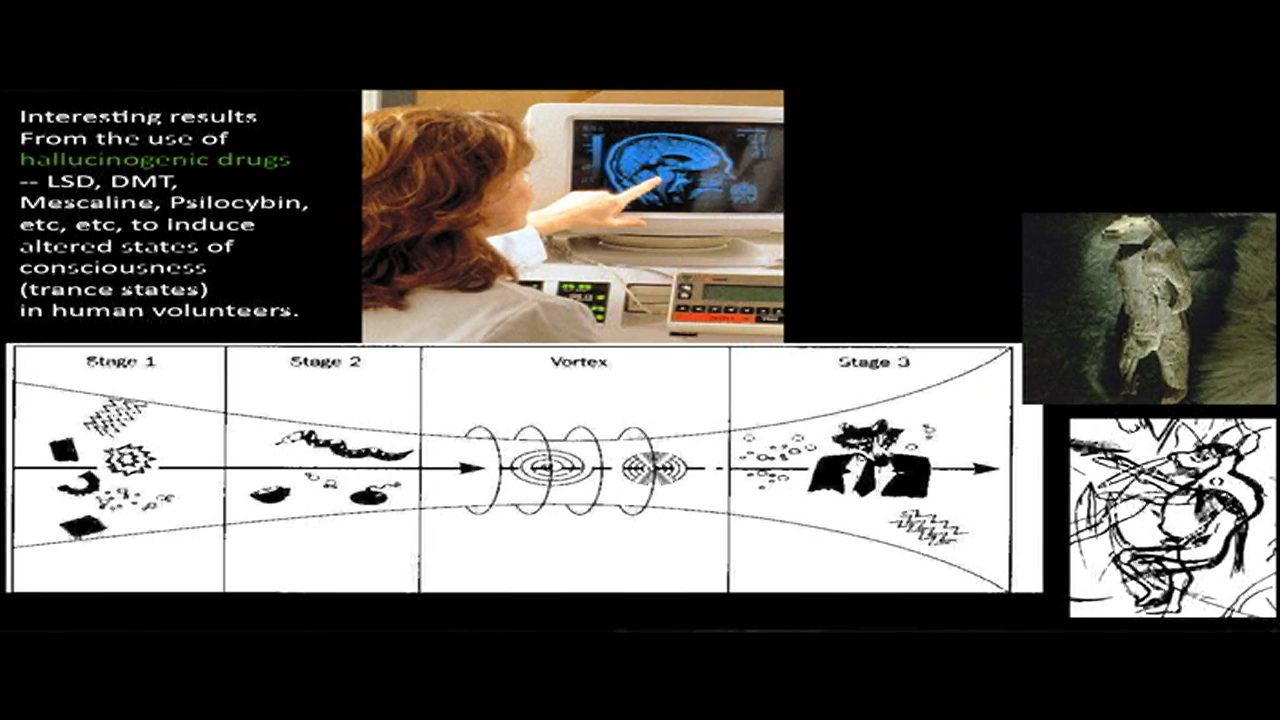 Interesting results
From the use of
hallucinogenic drugs
-- LSD, DMT,
Mescaline, Psilocybin,
etc, etc, to Induce
altered states of
consciousness
(trance states)
in human volunteers.
Stage 1
Stage 2
Vortex
Stage 3